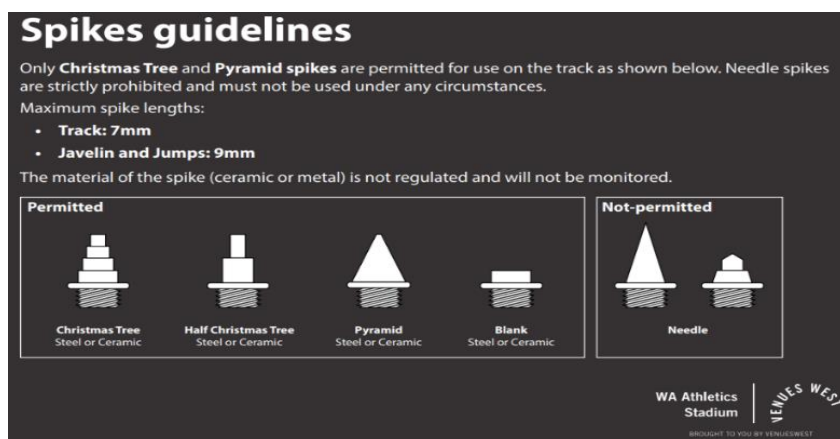 Spikes guidelines
Only Christmas Tree and Pyramid spikes are permitted for use on the track as shown below. Needle spikes
are strictly prohibited and must not be used under any circumstances.
Maximum spike lengths:
• Track: 7mm
• Javelin and Jumps: 9mm
The material of the spike (ceramic or metal) is not regulated and will not be monitored.
Permitted
Christmas Tree
Steel or Ceramic
Half Christmas Tree
Steel or Ceramic
Pyramid
Steel or Ceramic
Blank
Steel or Ceramic
Not-permitted
Needle
WA Athletics
Stadium
VENUES WEST
BROUGHT TO YOU BY VENUESWEST